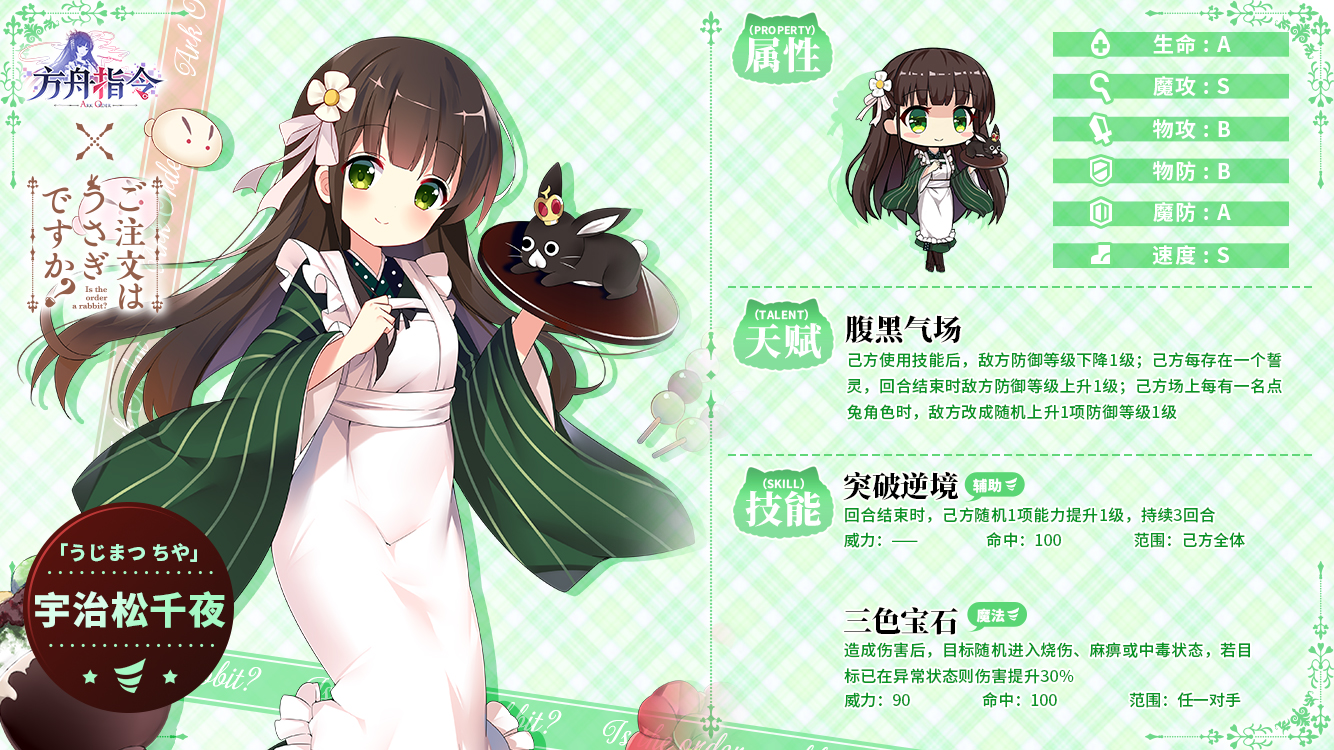 方舟指令
ARK ORDER
ご注文は
うさぎ
ですか?
Is the
order
a rabbit?
「うじまつ ちや」
宇治松千夜
(PROPERTY)
属性
生命：A
魔攻：S
物攻：B
物防：B
魔防：A
速度：S
(TALENT)
天赋
腹黑气场
己方使用技能后，敌方防御等级下降1级；己方每存在一个誓
灵，回合结束时敌方防御等级上升1级；己方场上每有一名点
兔角色时，敌方改成随机上升1项防御等级1级
(SKILL)
技能
突破逆境 辅助
回合结束时，己方随机1项能力提升1级，持续3回合
威力：—— 命中：100 范围：己方全体
三色宝石 魔法
造成伤害后，目标随机进入烧伤、麻痹或中毒状态，若目
标已在异常状态则伤害提升30%
威力：90 命中：100 范围：任一对手